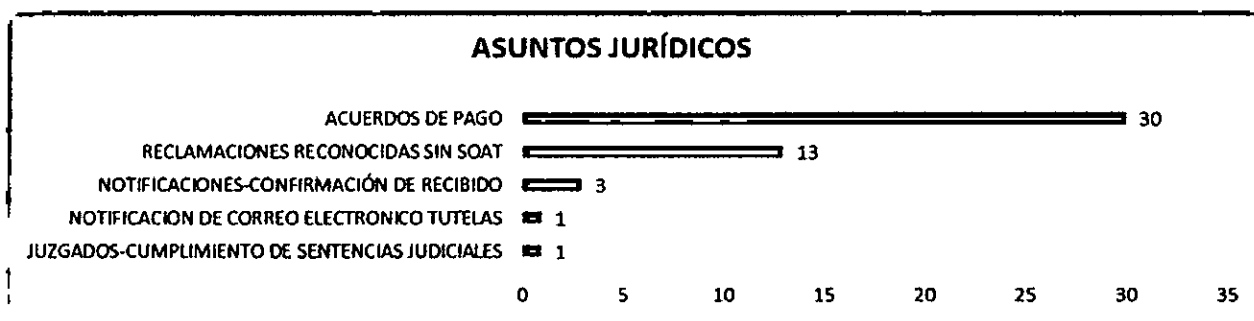 ASUNTOS JURÍDICOS
ACUERDOS DE PAGO 30
RECLAMACIONES RECONOCIDAS SIN SOAT 13
NOTIFICACIONES-CONFIRMACIÓN DE RECIBIDO 3
NOTIFICACION DE CORREO ELECTRONICO TUTELAS 1
JUZGADOS-CUMPLIMIENTO DE SENTENCIAS JUDICIALES 1
0 5 10 15 20 25 30 35